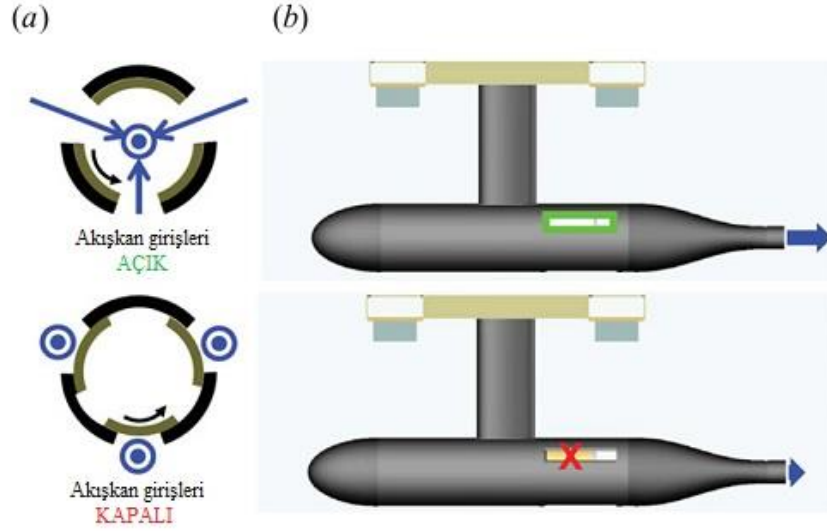 (a)
(b)
Akışkan girişleri
AÇIK
X
Akışkan girişleri
KAPALI